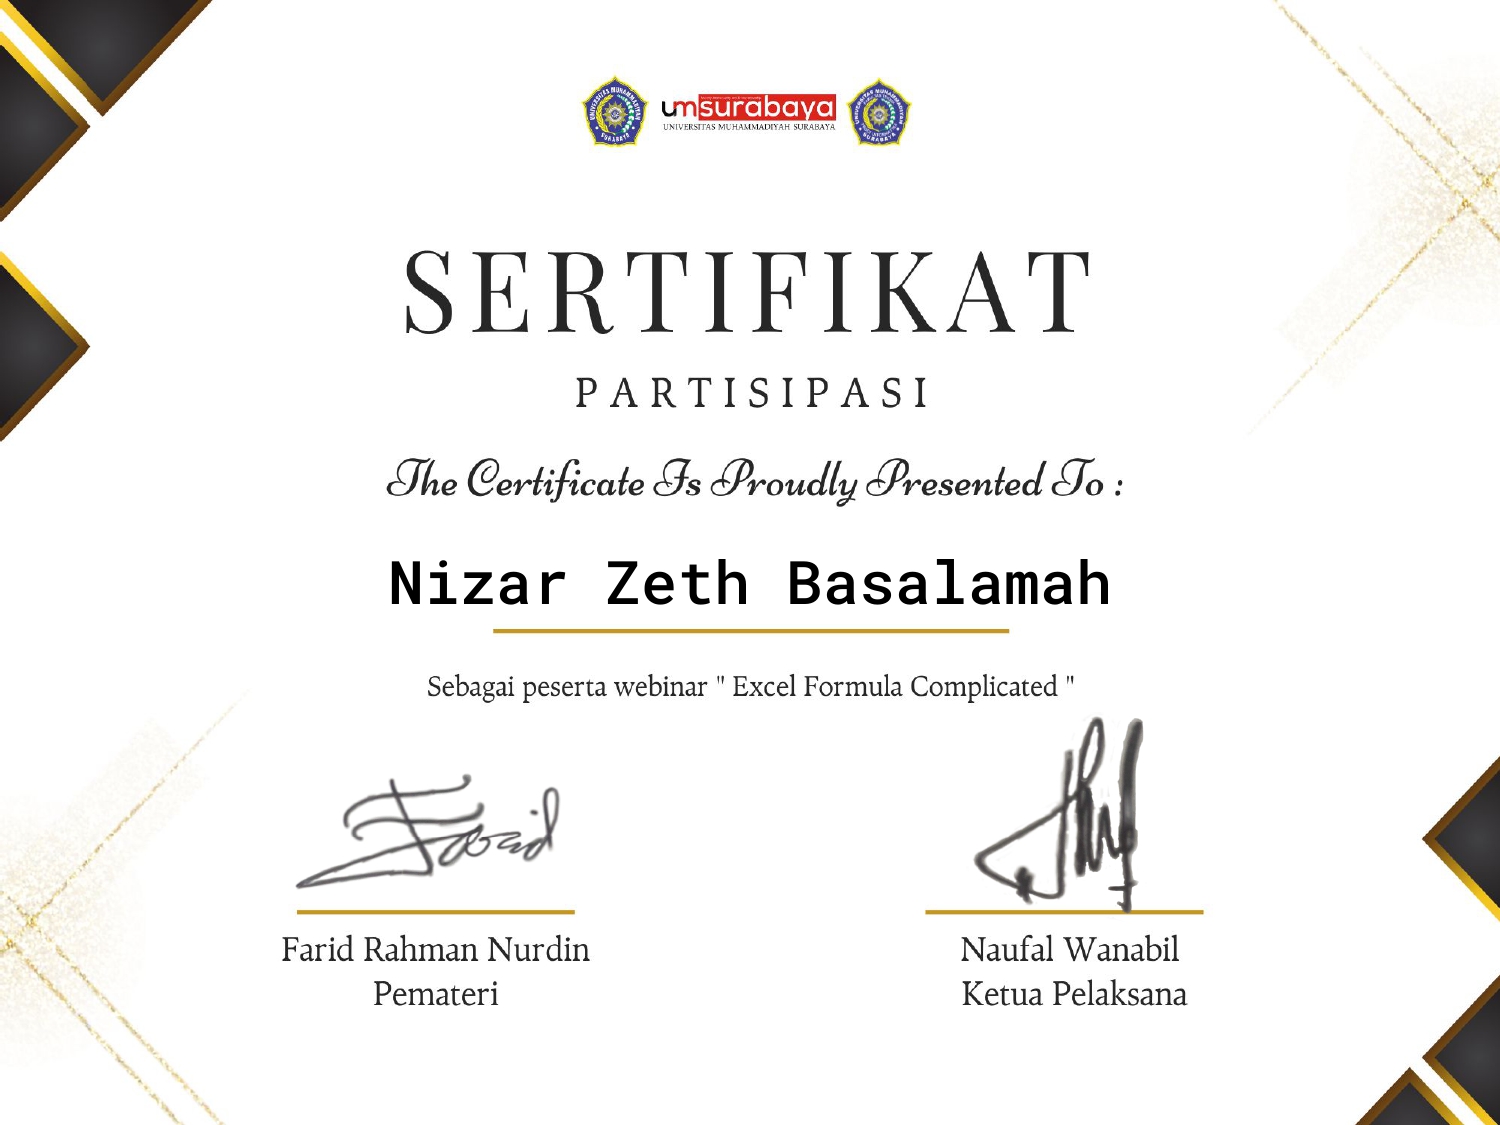 umsurabaya
UNIVERSITAS MUHAMMADIYAH SURABAYA
SERTIFIKAT
PARTISIPASI
The Certificate Is Proudly Presented To :
Nizar Zeth Basalamah
Sebagai peserta webinar " Excel Formula Complicated "
Farid
Farid Rahman Nurdin
Pemateri
Naufal Wanabil
Ketua Pelaksana